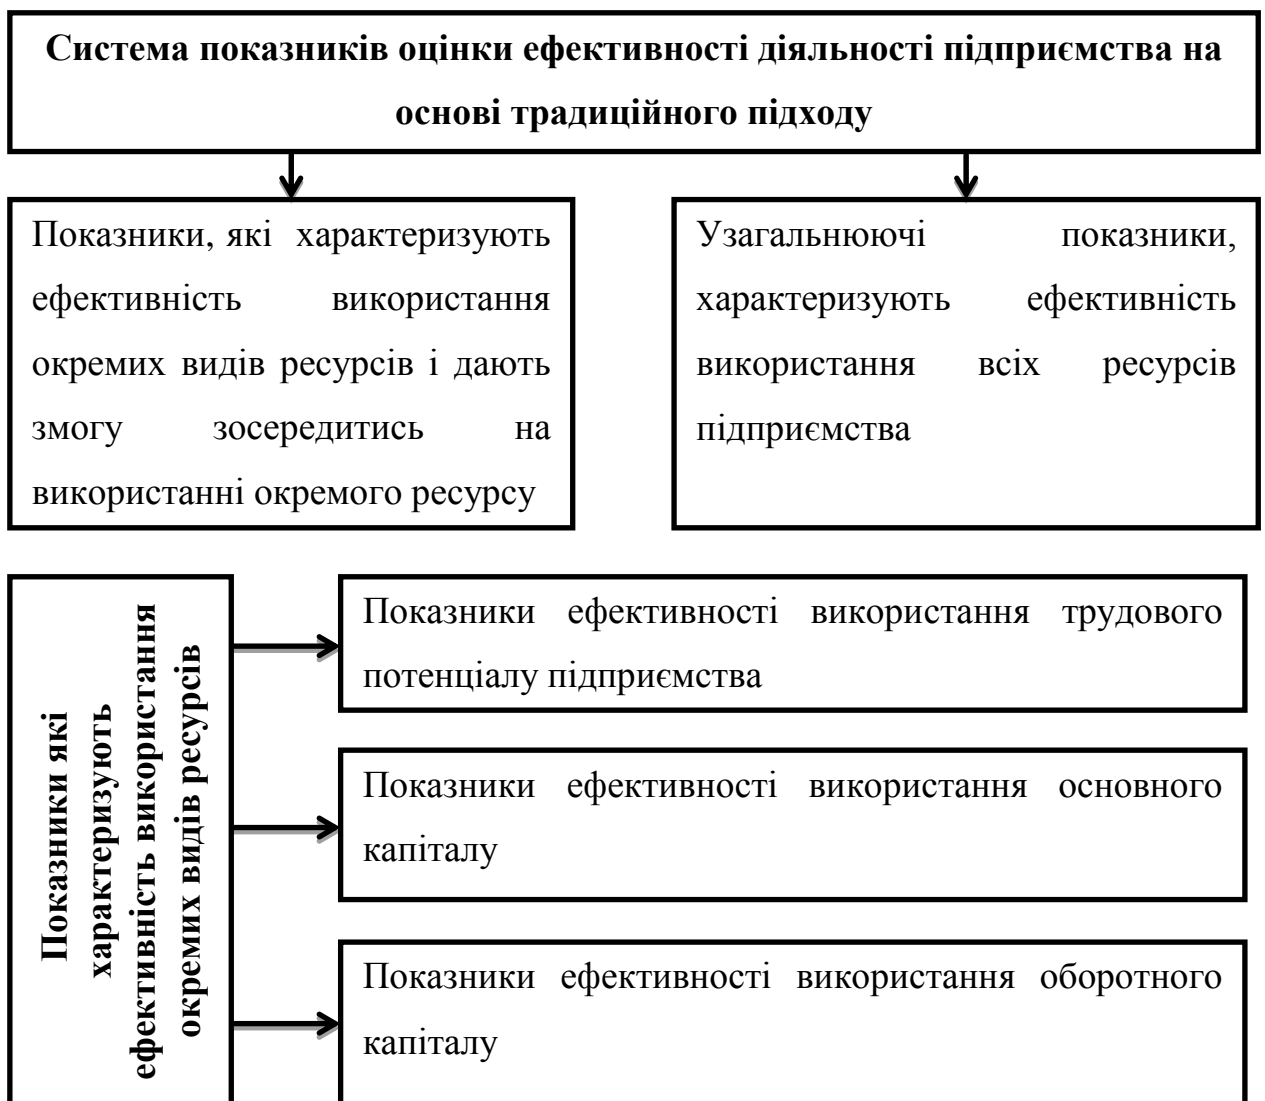 Система показників оцінки ефективності діяльності підприємства на
основі традиційного підходу
Показники, які характеризують
ефективність використання
окремих видів ресурсів і дають
змогу зосередитись на
використанні окремого ресурсу
Узагальнюючі показники,
характеризують ефективність
використання всіх ресурсів
підприємства
Показники які
характеризують
ефективність використання
окремих видів ресурсів
Показники ефективності використання трудового
потенціалу підприємства
Показники ефективності використання основного
капіталу
Показники ефективності використання оборотного
капіталу